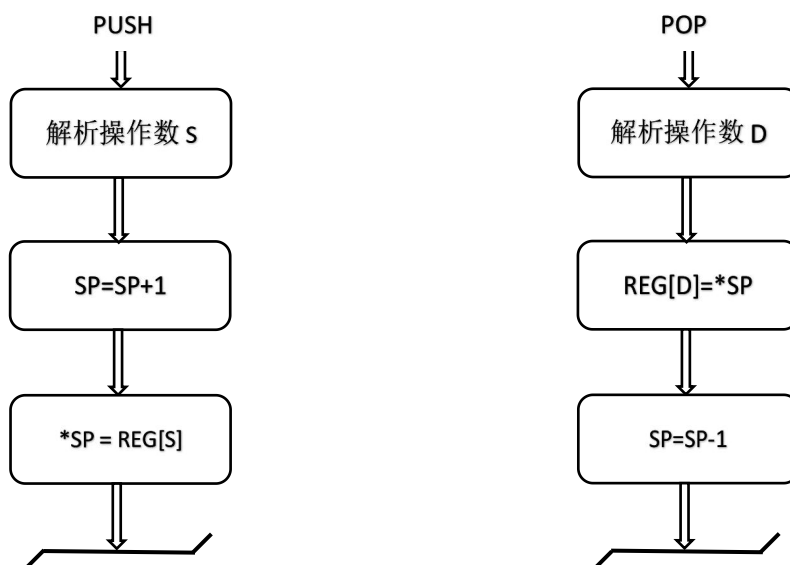 PUSH
解析操作数 S
SP=SP+1
*SP = REG[S]
POP
解析操作数 D
REG[D]=*SP
SP=SP-1